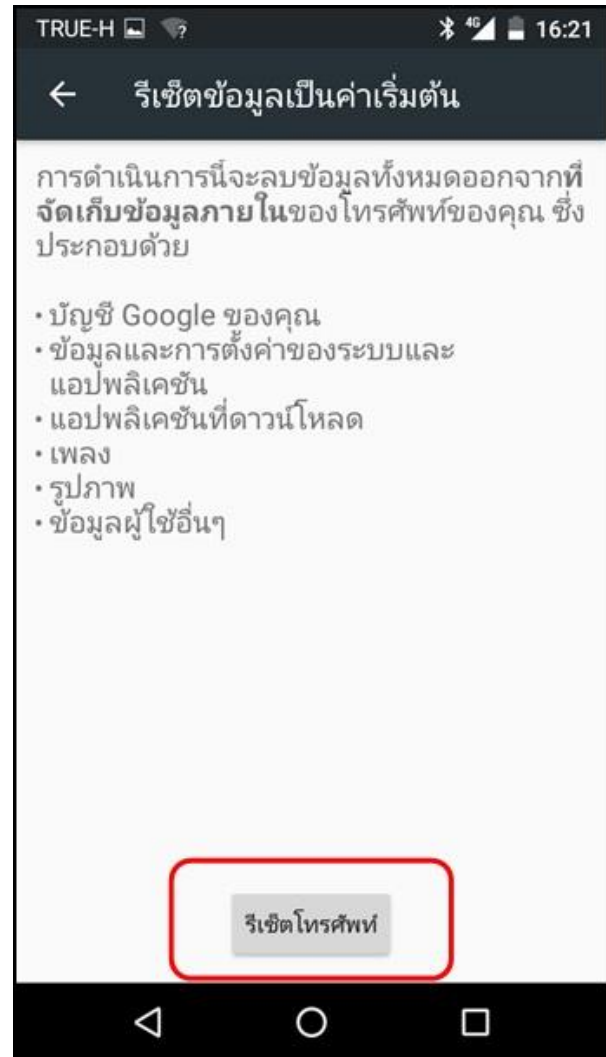 TRUE-H 4G 16:21
รีเซ็ตข้อมูลเป็นค่าเริ่มต้น
การดำเนินการนี้จะลบข้อมูลทั้งหมดออกจากที่
จัดเก็บข้อมูลภายในของโทรศัพท์ของคุณ ซึ่ง
ประกอบด้วย
• บัญชี Google ของคุณ
• ข้อมูลและการตั้งค่าของระบบและ
แอปพลิเคชัน
• แอปพลิเคชันที่ดาวน์โหลด
• เพลง
• รูปภาพ
• ข้อมูลผู้ใช้อื่นๆ
รีเซ็ตโทรศัพท์